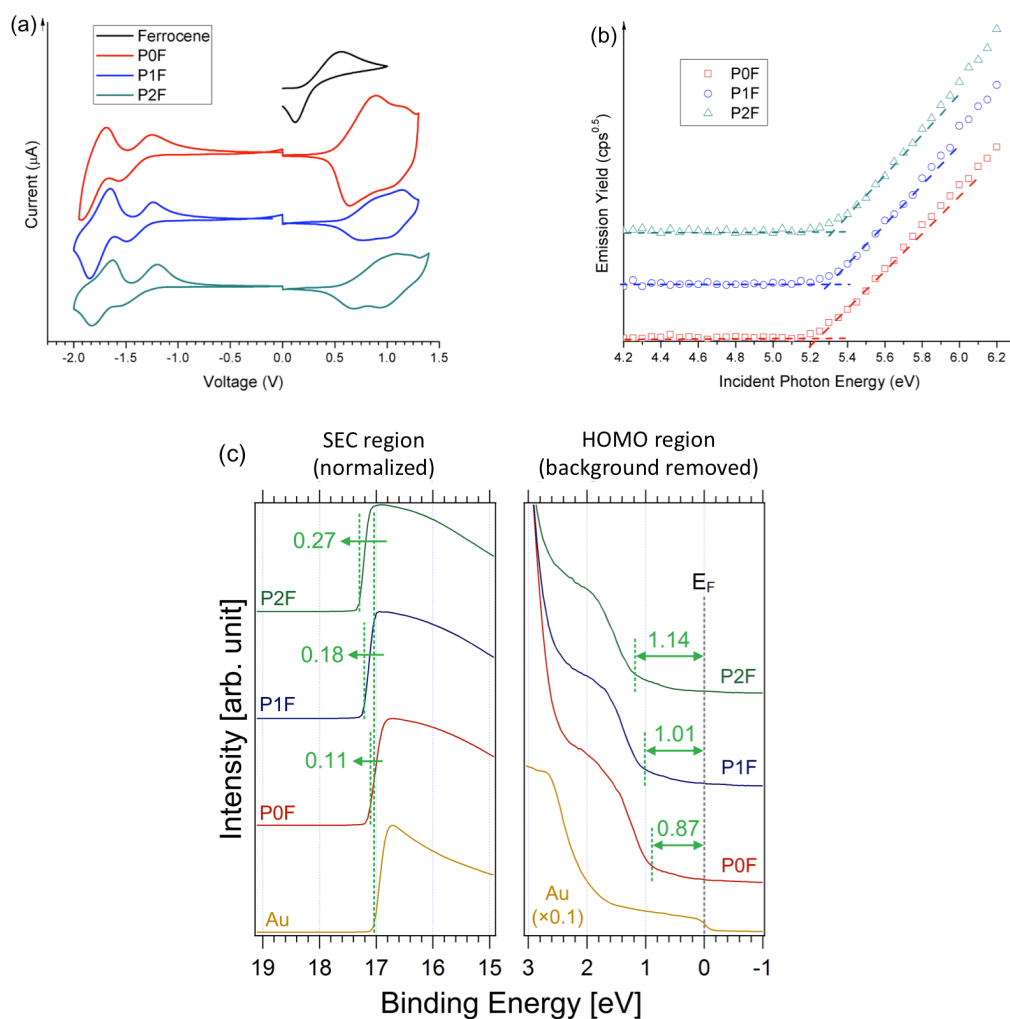 (a)
Ferrocene
P0F
P1F
P2F
Current (μA)
-2.0 -1.5 -1.0 -0.5 0.0 0.5 1.0 1.5
Voltage (V)
(b)
P0F
P1F
P2F
Emission Yield (cps^0.5)
4.2 4.4 4.6 4.8 5.0 5.2 5.4 5.6 5.8 6.0 6.2
Incident Photon Energy (eV)
(c)
SEC region
(normalized)
HOMO region
(background removed)
Intensity [arb. unit]
0.27
P2F
0.18
P1F
0.11
P0F
Au
19 18 17 16 15
E_F
1.14
P2F
1.01
P1F
0.87
P0F
Au
(×0.1)
3 2 1 0 -1
Binding Energy [eV]